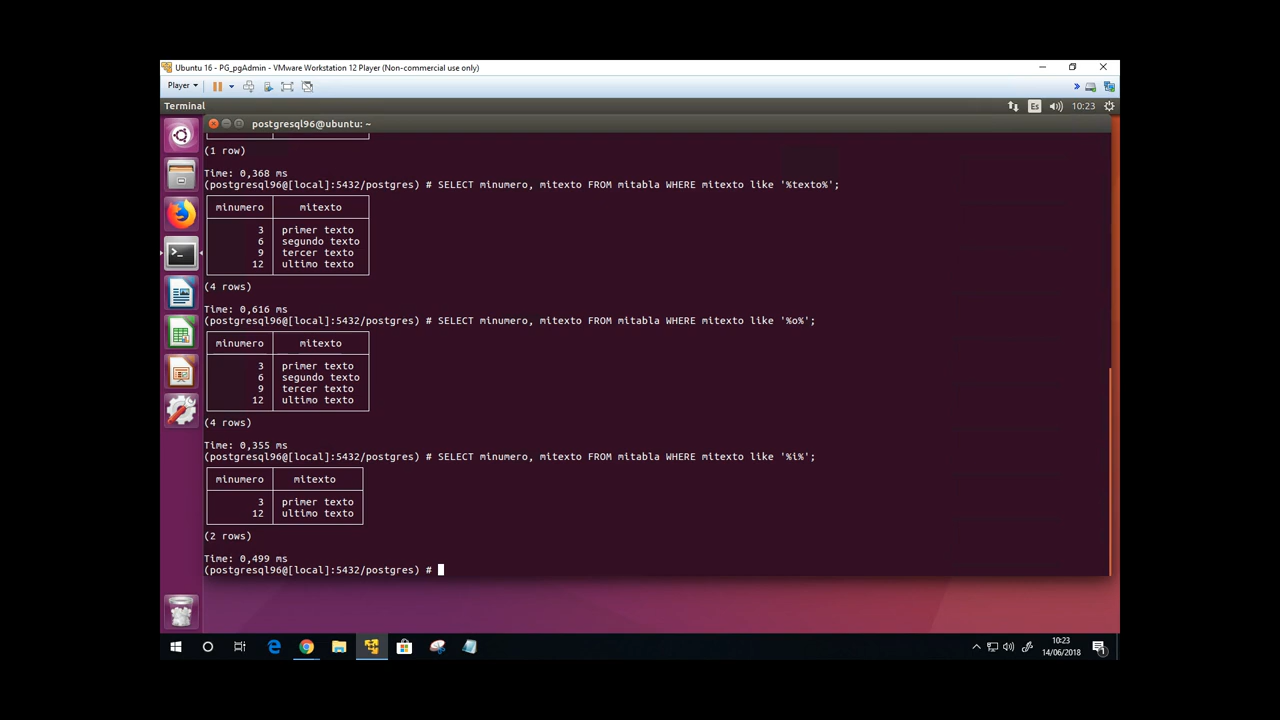 Ubuntu 16 - PG_pgAdmin - VMware Workstation 12 Player (Non-commercial use only)
Player
Terminal Es 10:23
postgresql96@ubuntu: ~
(1 row)
Time: 0,368 ms
(postgresql96@[local]:5432/postgres) # SELECT minumero, mitexto FROM mitabla WHERE mitexto like '%texto%';
minumero mitexto
3 primer texto
6 segundo texto
9 tercer texto
12 ultimo texto
(4 rows)
Time: 0,616 ms
(postgresql96@[local]:5432/postgres) # SELECT minumero, mitexto FROM mitabla WHERE mitexto like '%o%';
minumero mitexto
3 primer texto
6 segundo texto
9 tercer texto
12 ultimo texto
(4 rows)
Time: 0,355 ms
(postgresql96@[local]:5432/postgres) # SELECT minumero, mitexto FROM mitabla WHERE mitexto like '%i%';
minumero mitexto
3 primer texto
12 ultimo texto
(2 rows)
Time: 0,499 ms
(postgresql96@[local]:5432/postgres) #
10:23
14/06/2018
1